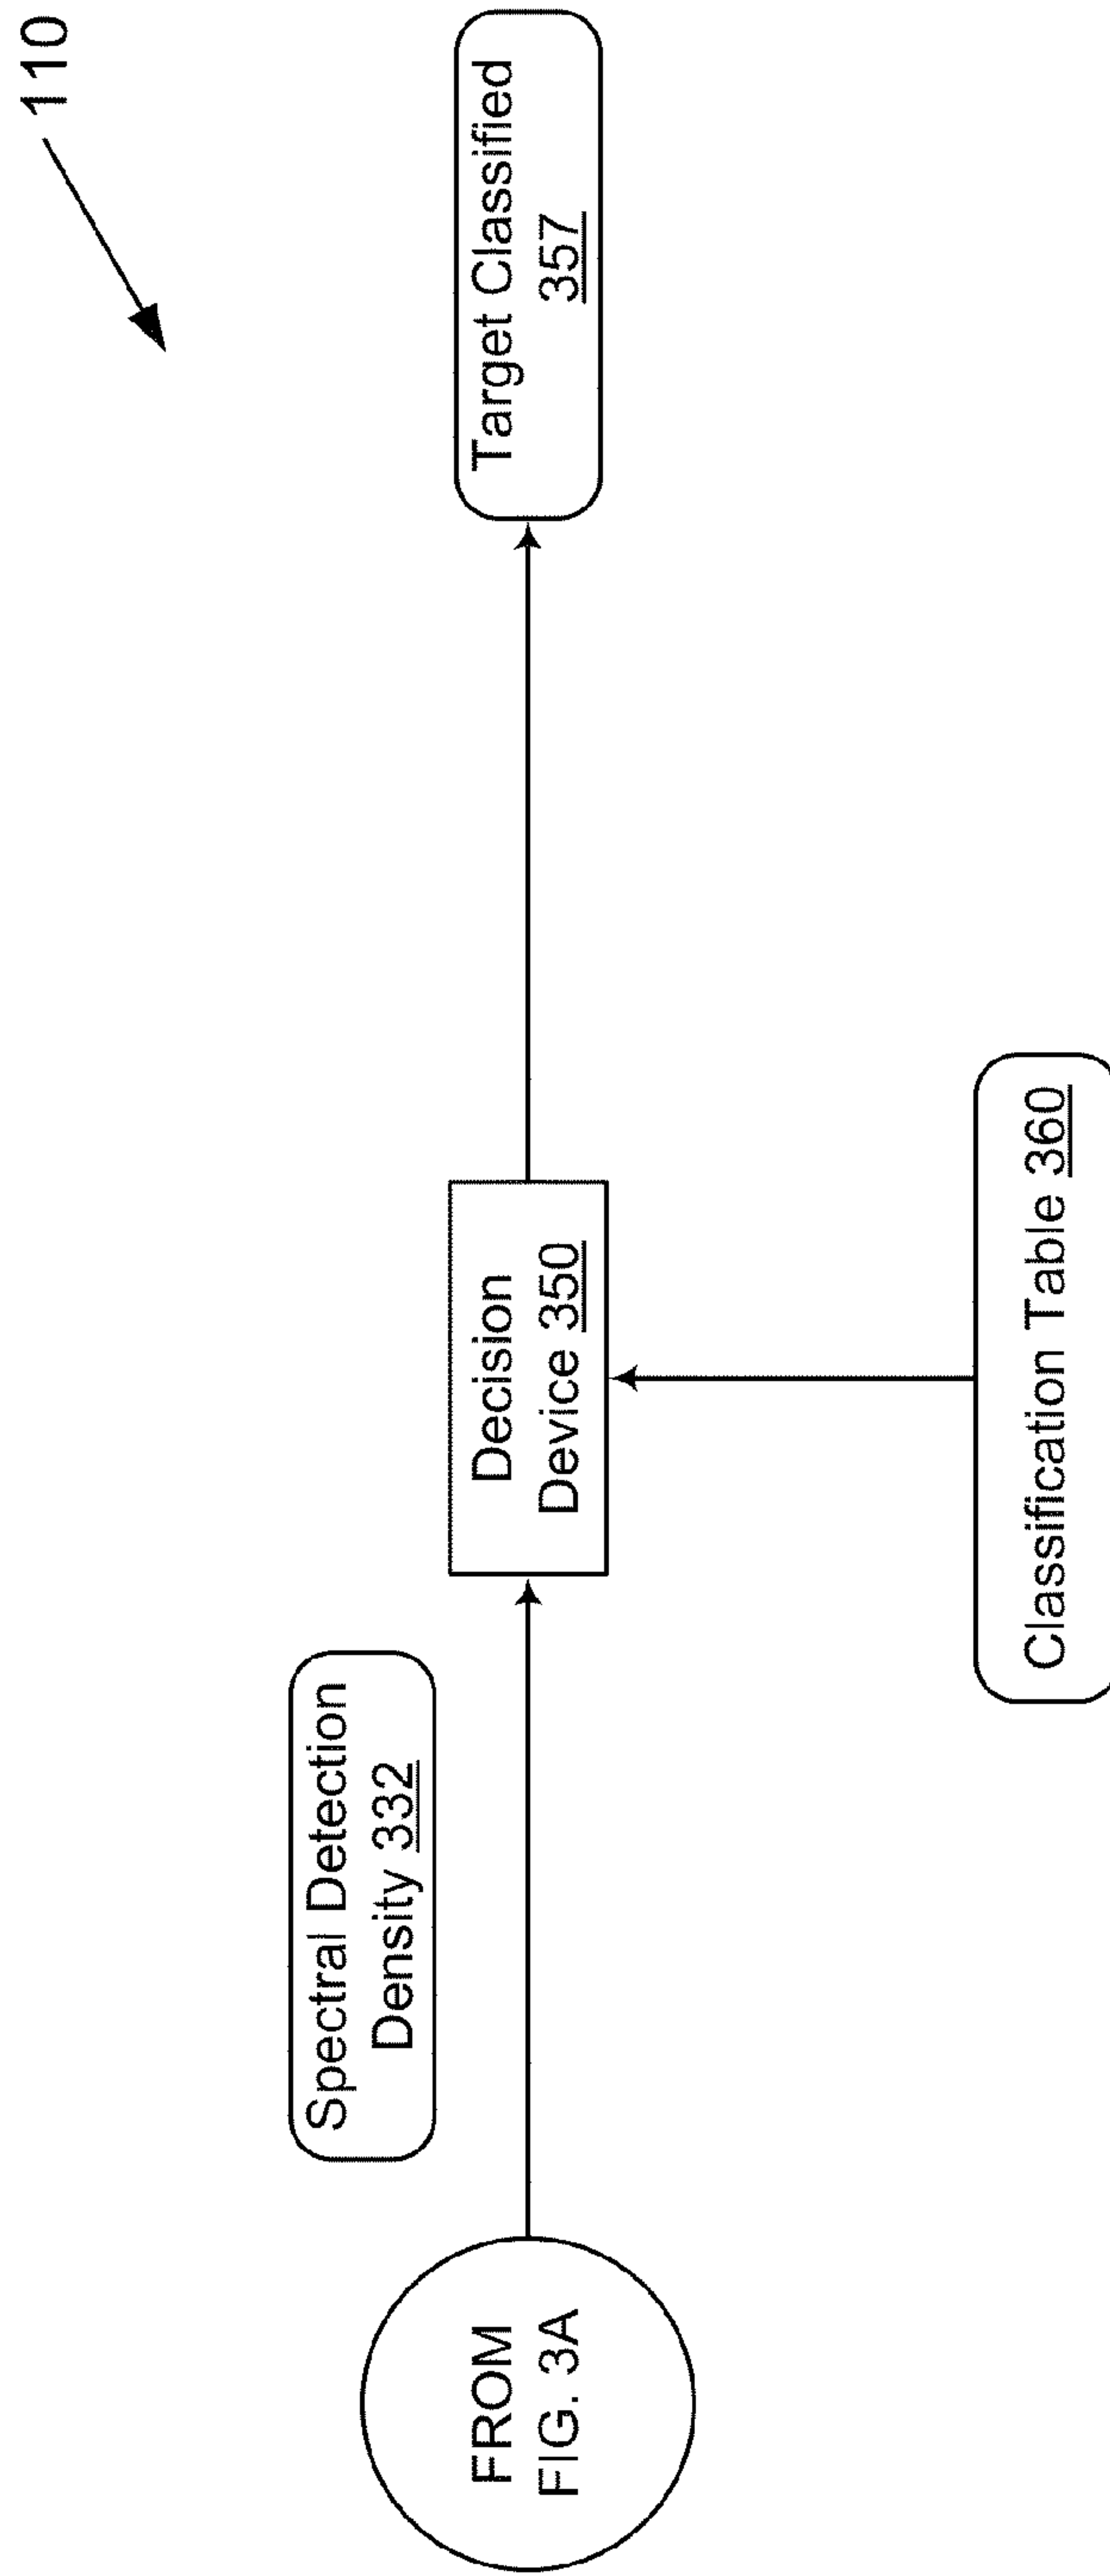 110
Spectral Detection
Density 332
FROM
FIG. 3A
Decision
Device 350
Target Classified
357
Classification Table 360